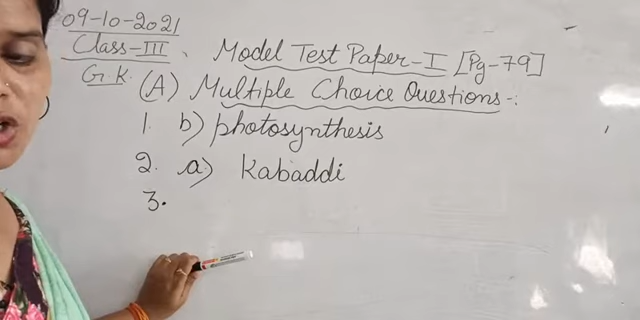 09-10-2021
Class-III
G.K.
Model Test Paper-I [Pg-79]
(A) Multiple Choice Questions-:
1. b) photosynthesis
2. a) Kabaddi
3.